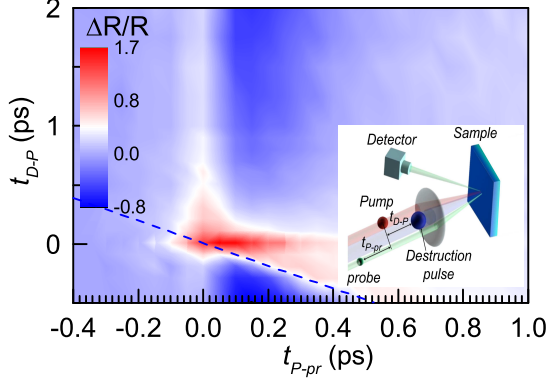 2
ΔR/R
1.7
0.8
0.0
-0.8
1
0
t_D-P (ps)
Detector
Sample
Pump
t_D-P
t_P-pr
probe
Destruction
pulse
-0.4 -0.2 0.0 0.2 0.4 0.6 0.8 1.0
t_P-pr (ps)